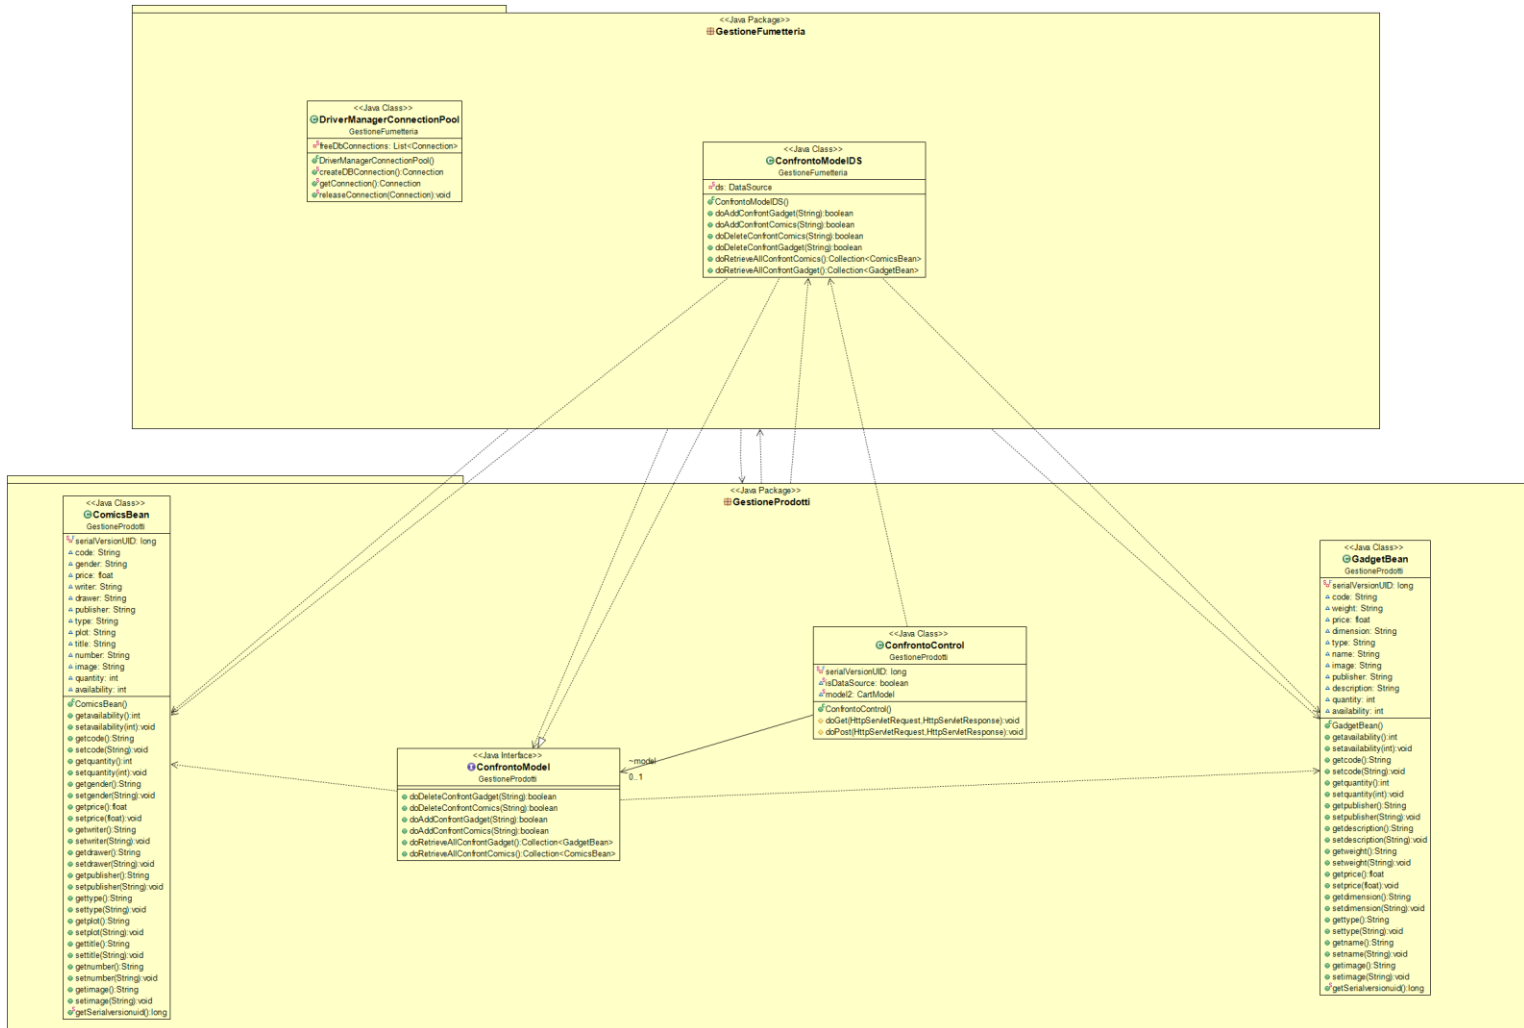 <<Java Package>>
GestioneFumetteria
<<Java Class>>
DriverManagerConnectionPool
GestioneFumetteria
freeDbConnections: List<Connection>
DriverManagerConnectionPool()
createDBConnection():Connection
getConnection():Connection
releaseConnection(Connection):void
<<Java Class>>
ConfrontoModelDS
GestioneFumetteria
ds: DataSource
ConfrontoModelDS()
doAddConfrontGadget(String):boolean
doAddConfrontComics(String):boolean
doDeleteConfrontComics(String):boolean
doDeleteConfrontGadget(String):boolean
doRetrieveAllConfrontComics():Collection<ComicsBean>
doRetrieveAllConfrontGadget():Collection<GadgetBean>
<<Java Package>>
GestioneProdotti
<<Java Class>>
ComicsBean
GestioneProdotti
serialVersionUID: long
code: String
gender: String
price: float
writer: String
drawer: String
publisher: String
type: String
plot: String
title: String
number: String
image: String
quantity: int
availability: int
ComicsBean()
getavailability():int
setavailability(int):void
getcode():String
setcode(String):void
getquantity():int
setquantity(int):void
getgender():String
setgender(String):void
getprice():float
setprice(float):void
getwriter():String
setwriter(String):void
getdrawer():String
setdrawer(String):void
getpublisher():String
setpublisher(String):void
gettype():String
settype(String):void
getplot():String
setplot(String):void
gettitle():String
settitle(String):void
getnumber():String
setnumber(String):void
getimage():String
setimage(String):void
getSerialversionuid():long
<<Java Interface>>
ConfrontoModel
GestioneProdotti
doDeleteConfrontGadget(String):boolean
doDeleteConfrontComics(String):boolean
doAddConfrontGadget(String):boolean
doAddConfrontComics(String):boolean
doRetrieveAllConfrontGadget():Collection<GadgetBean>
doRetrieveAllConfrontComics():Collection<ComicsBean>
~model
0..1
<<Java Class>>
ConfrontoControl
GestioneProdotti
serialVersionUID: long
isDataSource: boolean
model2: CartModel
ConfrontoControl()
doGet(HttpServletRequest,HttpServletResponse):void
doPost(HttpServletRequest,HttpServletResponse):void
<<Java Class>>
GadgetBean
GestioneProdotti
serialVersionUID: long
code: String
weight: String
price: float
dimension: String
type: String
name: String
image: String
publisher: String
description: String
quantity: int
availability: int
GadgetBean()
getavailability():int
setavailability(int):void
getcode():String
setcode(String):void
getquantity():int
setquantity(int):void
getpublisher():String
setpublisher(String):void
getdescription():String
setdescription(String):void
getweight():String
setweight(String):void
getprice():float
setprice(float):void
getdimension():String
setdimension(String):void
gettype():String
settype(String):void
getname():String
setname(String):void
getimage():String
setimage(String):void
getSerialversionuid():long